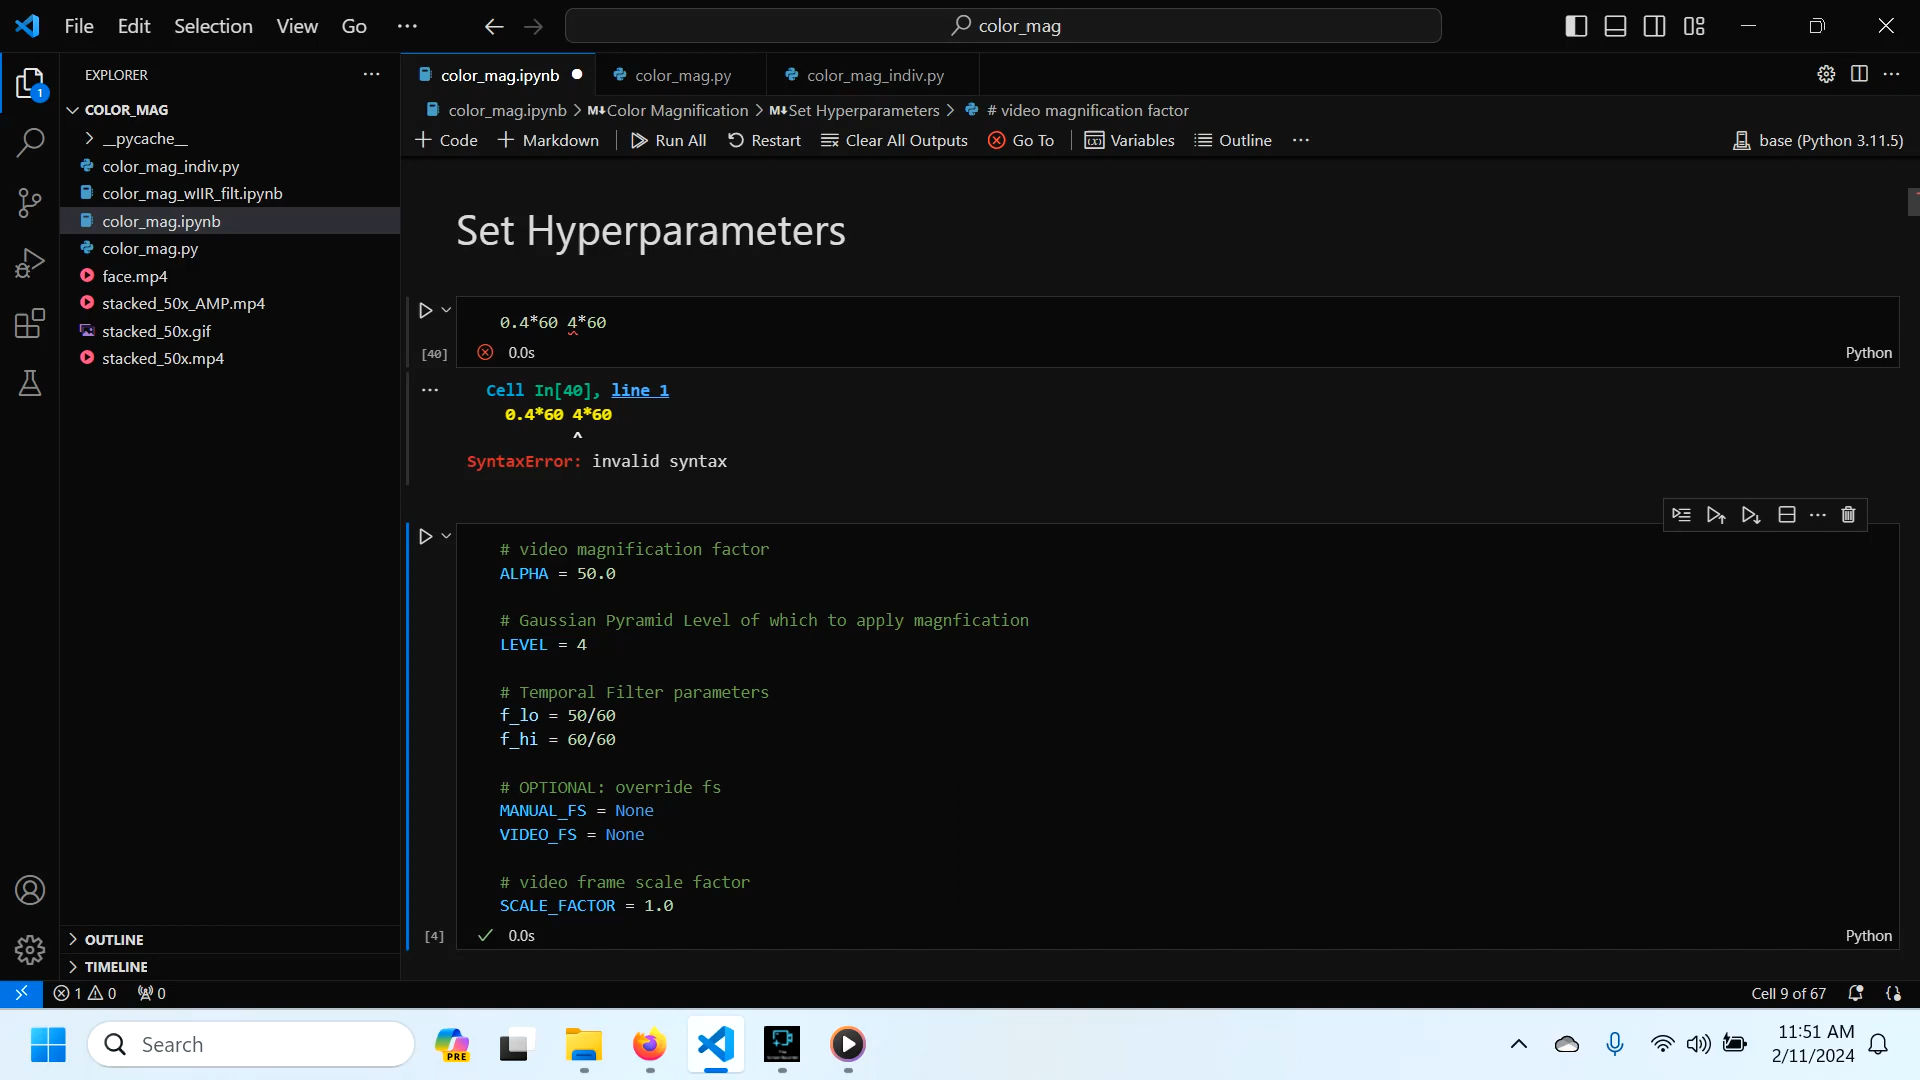 File Edit Selection View Go ... color_mag
EXPLORER ...
COLOR_MAG
__pycache__
color_mag_indiv.py
color_mag_wIIR_filt.ipynb
color_mag.ipynb
color_mag.py
face.mp4
stacked_50x_AMP.mp4
stacked_50x.gif
stacked_50x.mp4
OUTLINE
TIMELINE
1
color_mag.ipynb color_mag.py color_mag_indiv.py
color_mag.ipynb > M↓Color Magnification > M↓Set Hyperparameters > # video magnification factor
+ Code + Markdown Run All Restart Clear All Outputs Go To Variables Outline ... base (Python 3.11.5)
Set Hyperparameters
0.4*60 4*60
[40] 0.0s Python
Cell In[40], line 1
0.4*60 4*60
^
SyntaxError: invalid syntax
# video magnification factor
ALPHA = 50.0
# Gaussian Pyramid Level of which to apply magnfication
LEVEL = 4
# Temporal Filter parameters
f_lo = 50/60
f_hi = 60/60
# OPTIONAL: override fs
MANUAL_FS = None
VIDEO_FS = None
# video frame scale factor
SCALE_FACTOR = 1.0
[4] 0.0s Python
1 0 0 Cell 9 of 67
Search PRE 11:51 AM
2/11/2024